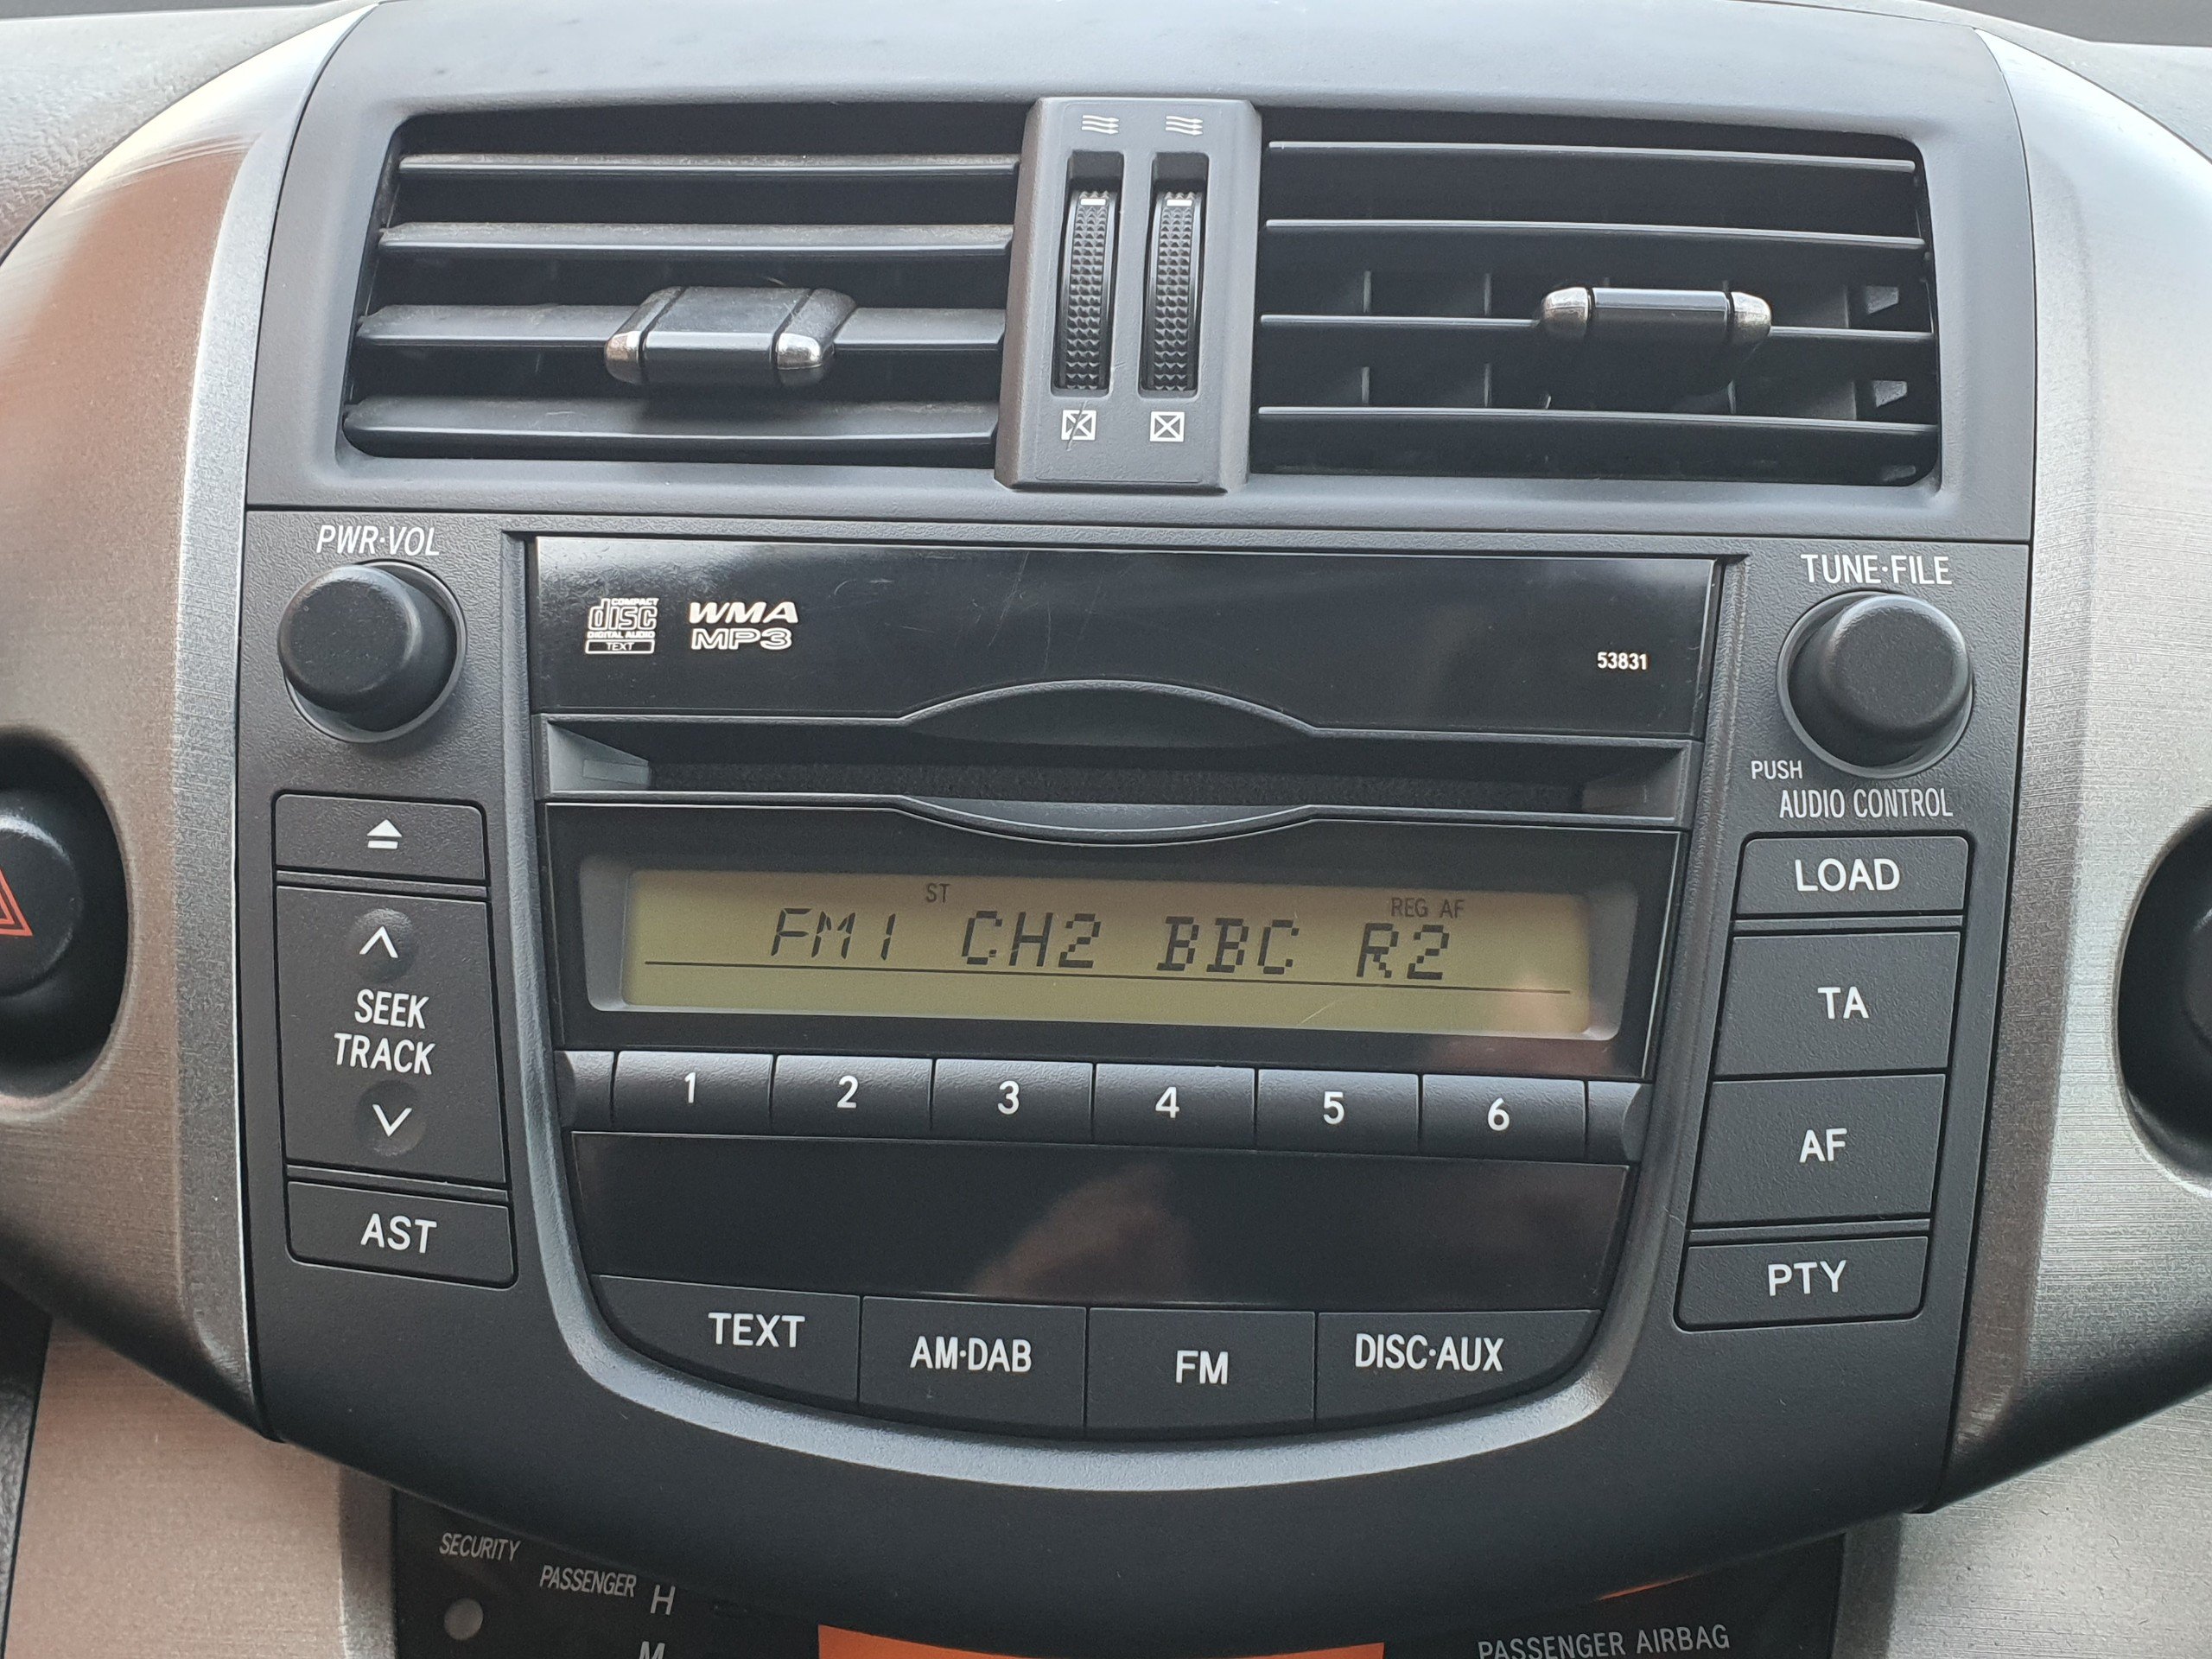 PWR·VOL
TUNE·FILE
COMPACT
disc
DIGITAL AUDIO
TEXT
WMA
MP3
53831
PUSH
AUDIO CONTROL
LOAD
ST
REG AF
FM1 CH2 BBC R2
SEEK
TRACK
TA
1 2 3 4 5 6
AF
AST
PTY
TEXT
AM·DAB
FM
DISC·AUX
SECURITY
PASSENGER
H
M
PASSENGER AIRBAG